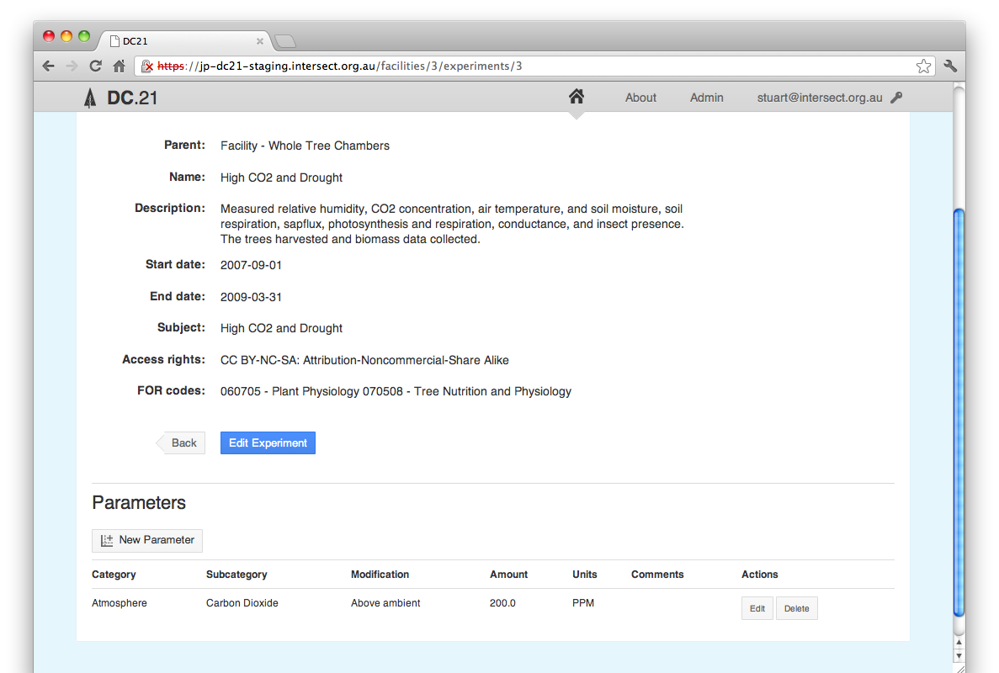 DC21
https://jp-dc21-staging.intersect.org.au/facilities/3/experiments/3
DC.21 About Admin stuart@intersect.org.au
Parent: Facility - Whole Tree Chambers
Name: High CO2 and Drought
Description: Measured relative humidity, CO2 concentration, air temperature, and soil moisture, soil
respiration, sapflux, photosynthesis and respiration, conductance, and insect presence.
The trees harvested and biomass data collected.
Start date: 2007-09-01
End date: 2009-03-31
Subject: High CO2 and Drought
Access rights: CC BY-NC-SA: Attribution-Noncommercial-Share Alike
FOR codes: 060705 - Plant Physiology 070508 - Tree Nutrition and Physiology
Back Edit Experiment
Parameters
New Parameter
Category Subcategory Modification Amount Units Comments Actions
Atmosphere Carbon Dioxide Above ambient 200.0 PPM Edit Delete